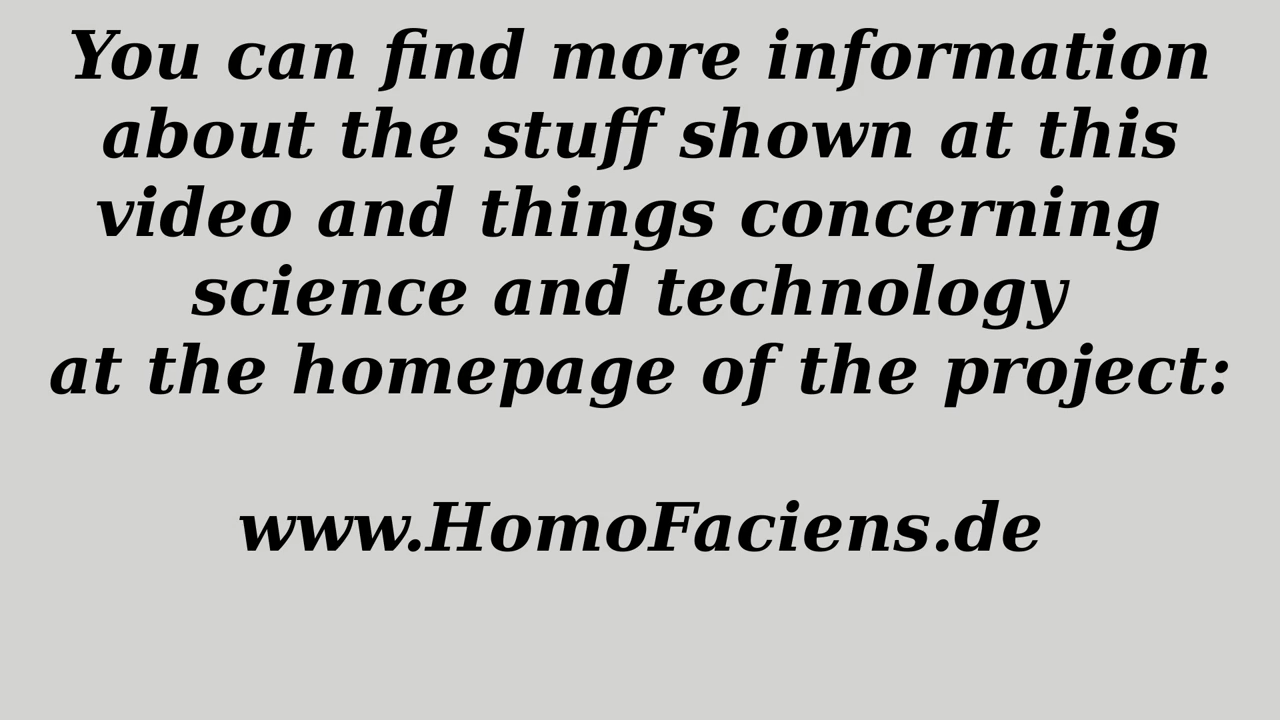 You can find more information
about the stuff shown at this
video and things concerning
science and technology
at the homepage of the project:
www.HomoFaciens.de